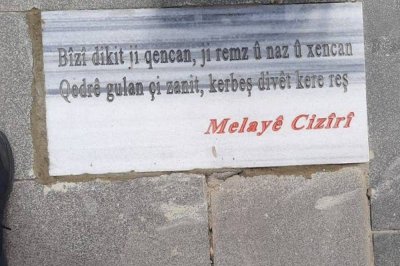 Bîzî dikit ji qencan, ji remz û naz û xencan
Qedrê gulan çi zanit, kerbeş divêt kere reş
Melayê Cizîrî